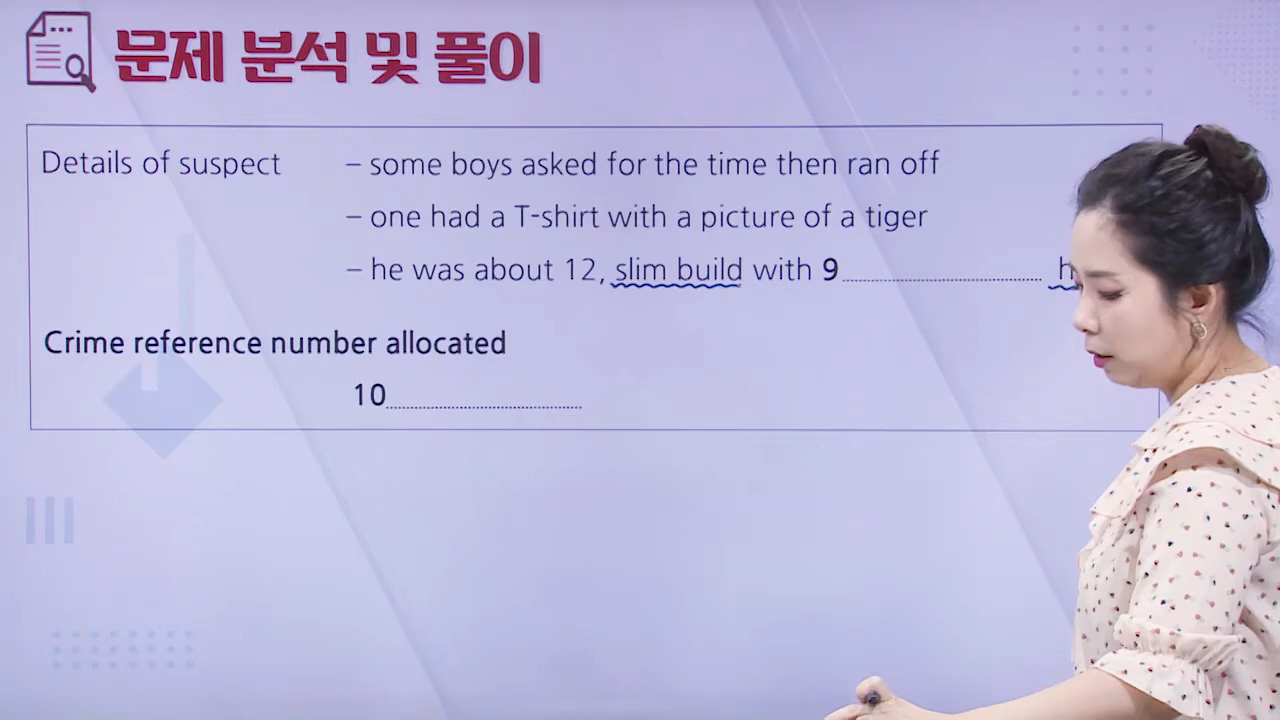 문제 분석 및 풀이
Details of suspect – some boys asked for the time then ran off
– one had a T-shirt with a picture of a tiger
– he was about 12, slim build with 9
Crime reference number allocated
10